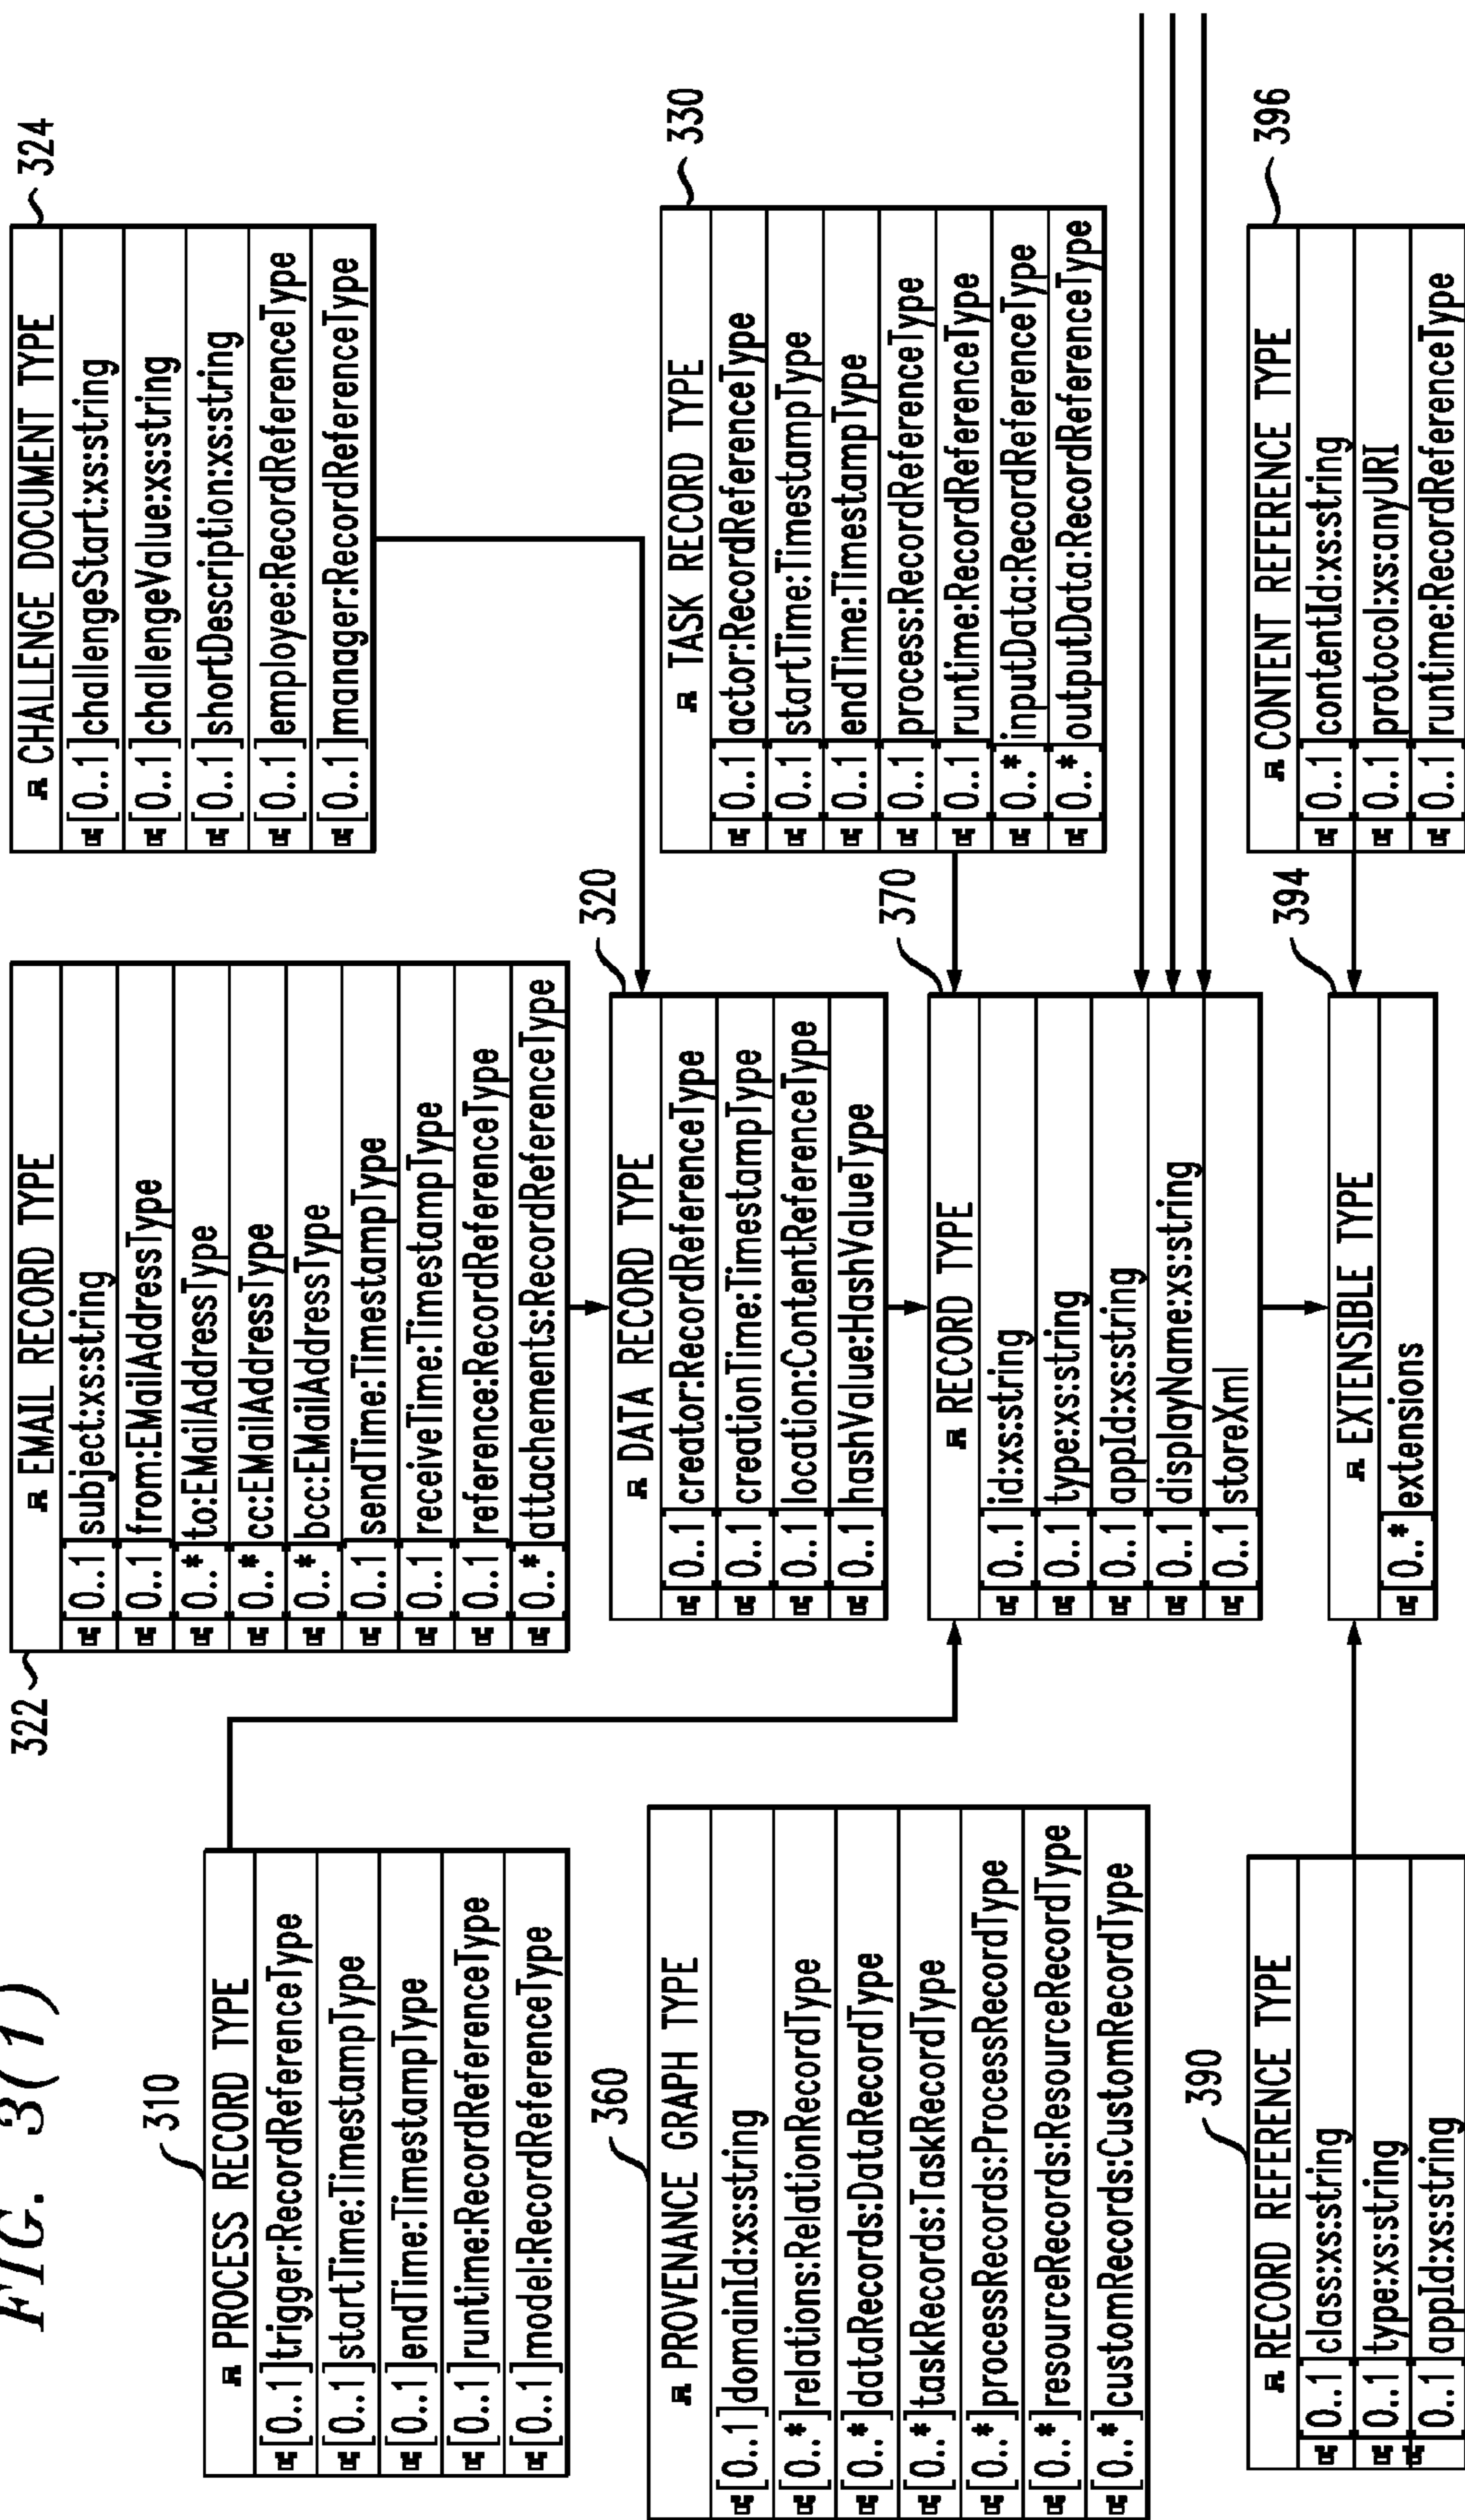 FIG. 3(1)
310
PROCESS RECORD TYPE
[0..1] trigger:RecordReferenceType
[0..1] startTime:TimestampType
[0..1] endTime:TimestampType
[0..1] runtime:RecordReferenceType
[0..1] model:RecordReferenceType
322
EMAIL RECORD TYPE
[0..1] subject:xs:string
[0..1] from:EMailAddressType
[0..*] to:EMailAddressType
[0..*] cc:EMailAddressType
[0..*] bcc:EMailAddressType
[0..1] sendTime:TimestampType
[0..1] receiveTime:TimestampType
[0..1] reference:RecordReferenceType
[0..*] attachements:RecordReferenceType
324
CHALLENGE DOCUMENT TYPE
[0..1] challengeStart:xs:string
[0..1] challengeValue:xs:string
[0..1] shortDescription:xs:string
[0..1] employee:RecordReferenceType
[0..1] manager:RecordReferenceType
360
PROVENANCE GRAPH TYPE
[0..1] domainId:xs:string
[0..*] relations:RelationRecordType
[0..*] dataRecords:DataRecordType
[0..*] taskRecords:TaskRecordType
[0..*] processRecords:ProcessRecordType
[0..*] resourceRecords:ResourceRecordType
[0..*] customRecords:CustomRecordType
320
DATA RECORD TYPE
[0..1] creator:RecordReferenceType
[0..1] creationTime:TimestampType
[0..1] location:ContentReferenceType
[0..1] hashValue:HashValueType
330
TASK RECORD TYPE
[0..1] actor:RecordReferenceType
[0..1] startTime:TimestampType
[0..1] endTime:TimestampType
[0..1] process:RecordReferenceType
[0..1] runtime:RecordReferenceType
[0..*] inputData:RecordReferenceType
[0..*] outputData:RecordReferenceType
370
RECORD TYPE
[0..1] id:xs:string
[0..1] type:xs:string
[0..1] appId:xs:string
[0..1] displayName:xs:string
[0..1] storeXml
390
RECORD REFERENCE TYPE
[0..1] class:xs:string
[0..1] type:xs:string
[0..1] appId:xs:string
394
EXTENSIBLE TYPE
[0..*] extensions
396
CONTENT REFERENCE TYPE
[0..1] contentId:xs:string
[0..1] protocol:xs:anyURI
[0..1] runtime:RecordReferenceType